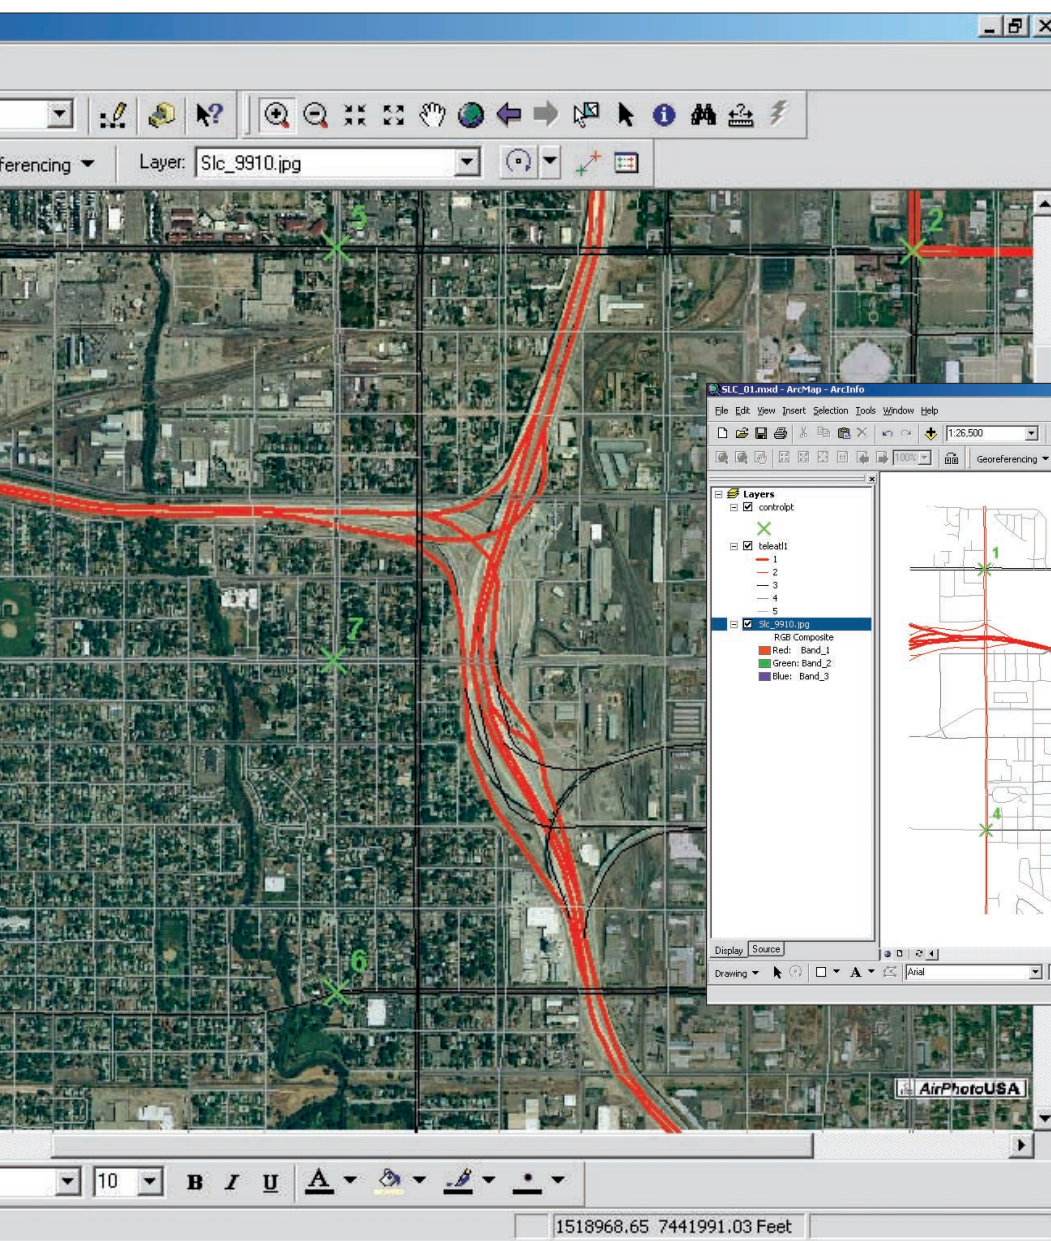 ferencing
Layer:
Slc_9910.jpg
5
2
7
6
SLC_01.mxd - ArcMap - ArcInfo
File Edit View Insert Selection Tools Window Help
1:26,500
100%
Georeferencing
Layers
controlpt
teleatl1
1
2
3
4
5
Slc_9910.jpg
RGB Composite
Red: Band_1
Green: Band_2
Blue: Band_3
1
4
Display Source
Drawing
A
Arial
AirPhotoUSA
10
B I U A
1518968.65 7441991.03 Feet